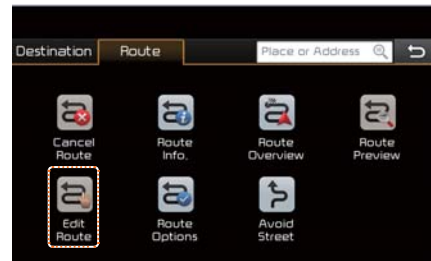 Destination Route Place or Address
Cancel Route Route Route
Route Info. Overview Preview
Edit Route Avoid
Route Options Street